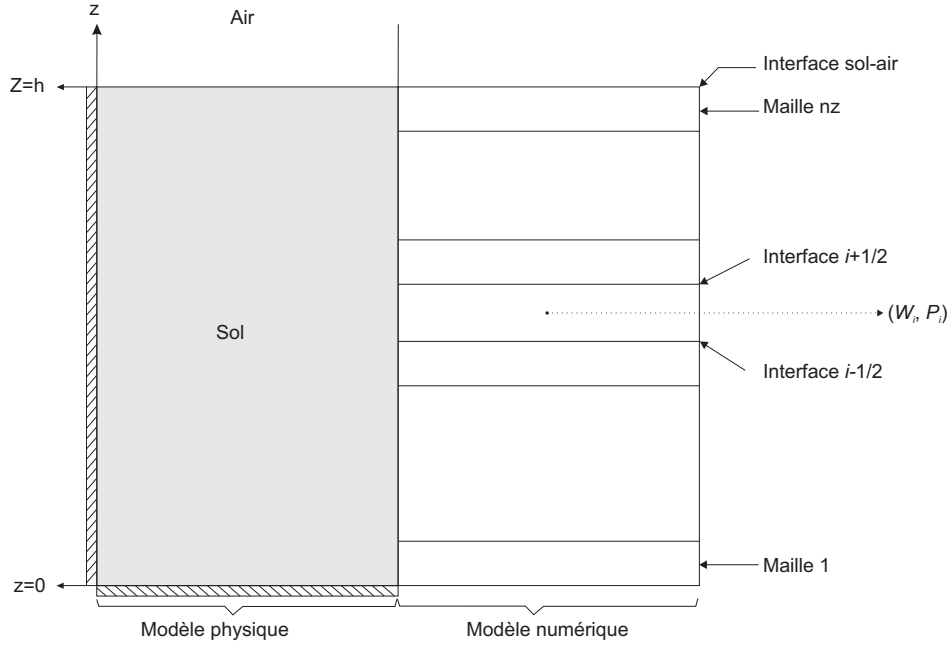 z
Air
Z=h
Interface sol-air
Maille nz
Interface i+1/2
Sol
(Wi, Pi)
Interface i-1/2
z=0
Maille 1
Modèle physique
Modèle numérique